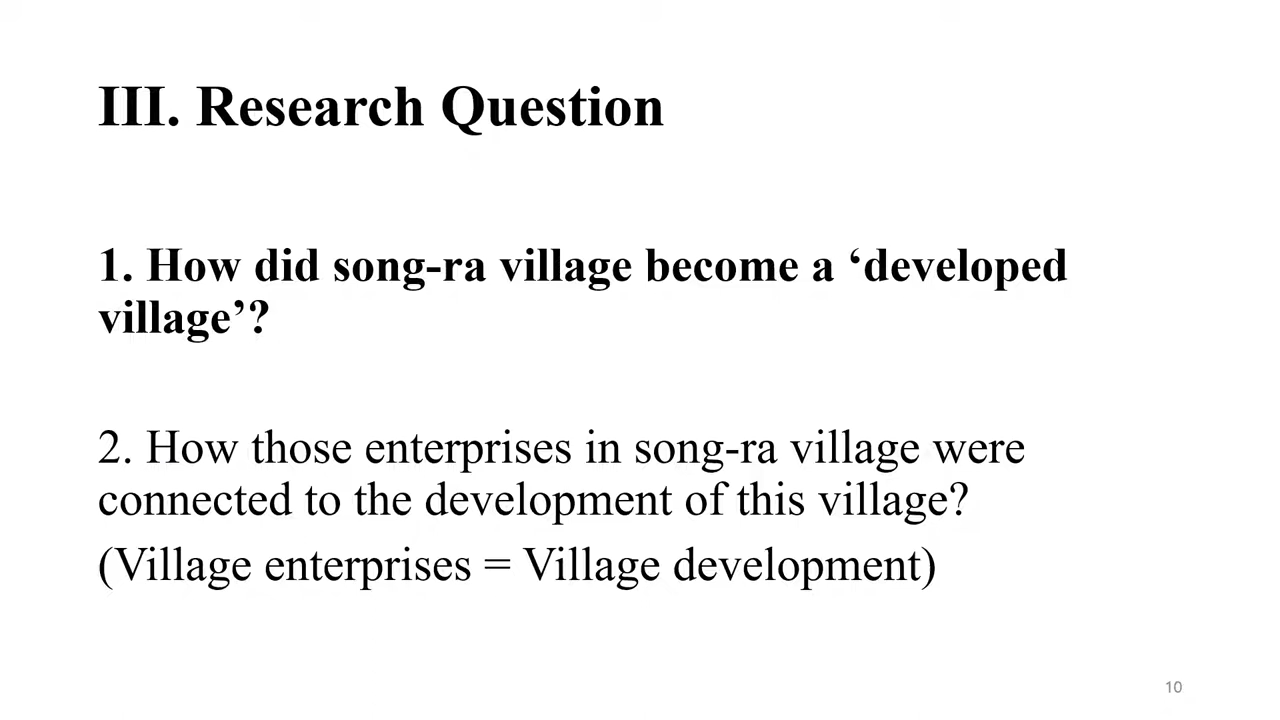 III. Research Question
1. How did song-ra village become a ‘developed
village’?
2. How those enterprises in song-ra village were
connected to the development of this village?
(Village enterprises = Village development)
10